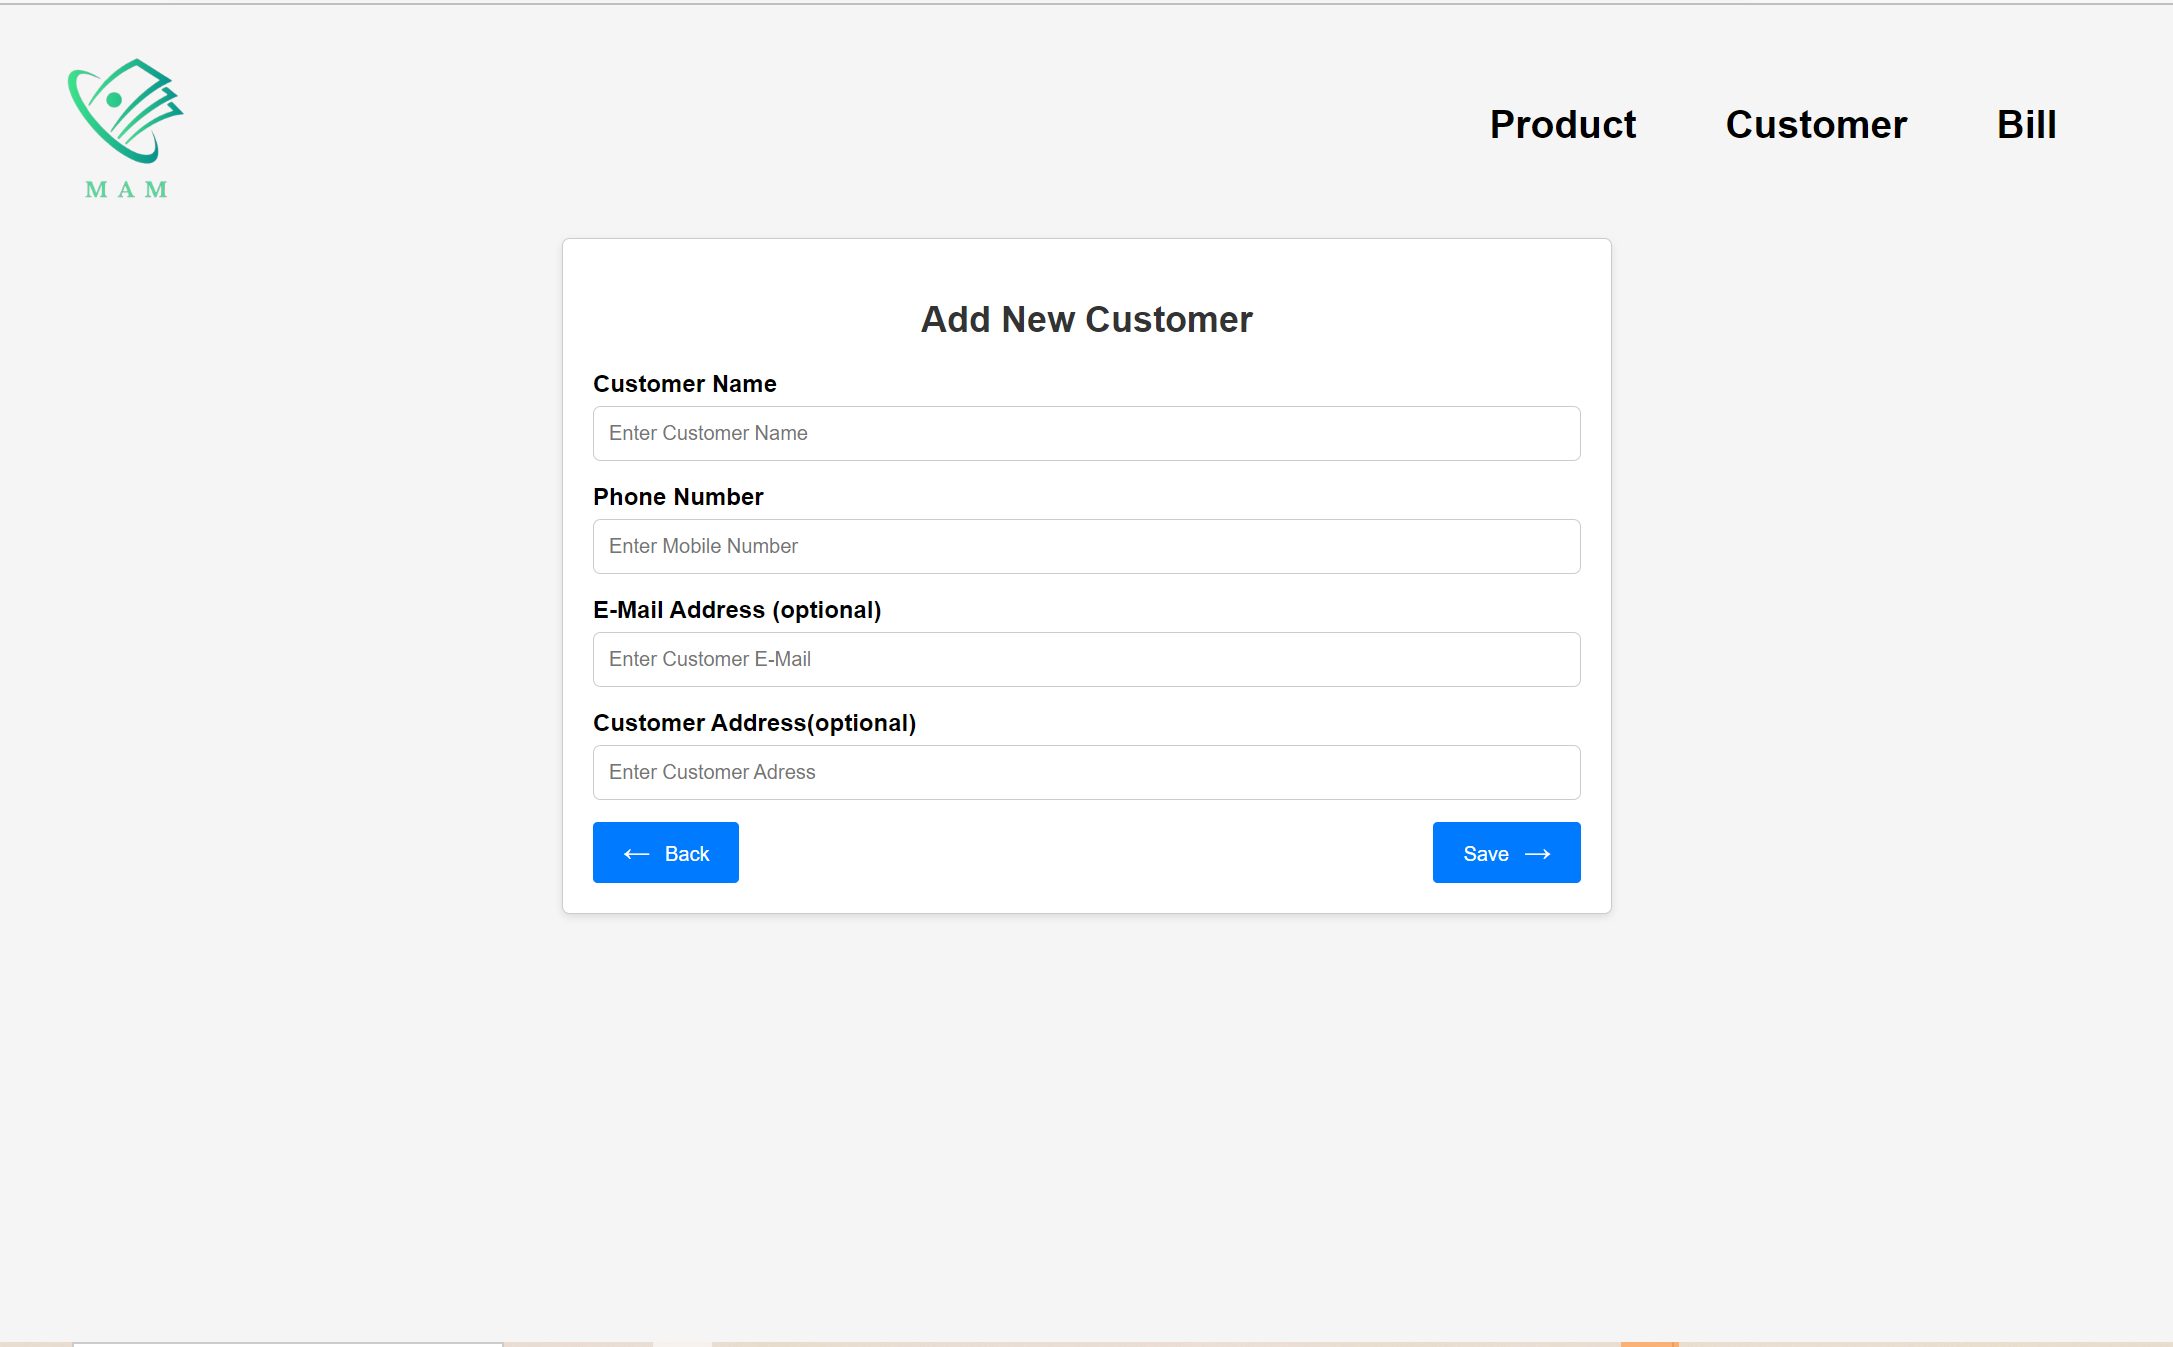 MAM
Product Customer Bill
Add New Customer
Customer Name
Enter Customer Name
Phone Number
Enter Mobile Number
E-Mail Address (optional)
Enter Customer E-Mail
Customer Address(optional)
Enter Customer Adress
← Back
Save →